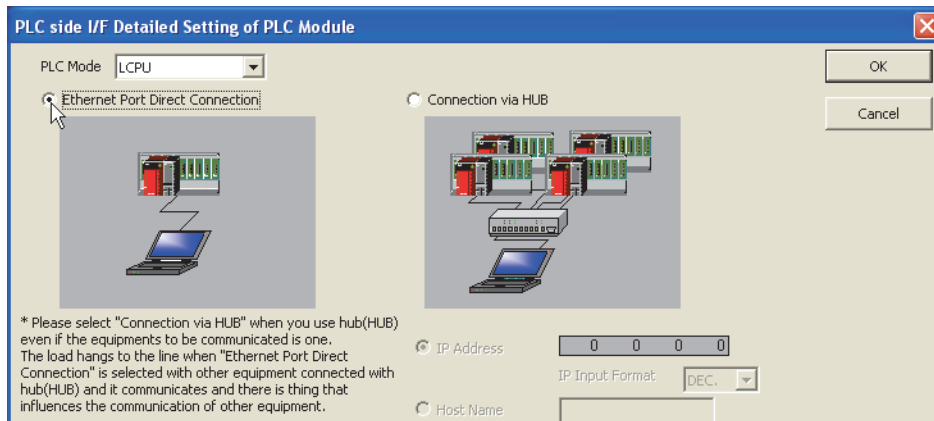 PLC side I/F Detailed Setting of PLC Module
PLC Mode LCPU
OK
Ethernet Port Direct Connection
Connection via HUB
Cancel
* Please select "Connection via HUB" when you use hub(HUB)
even if the equipments to be communicated is one.
The load hangs to the line when "Ethernet Port Direct
Connection" is selected with other equipment connected with
hub(HUB) and it communicates and there is thing that
influences the communication of other equipment.
IP Address 0 0 0 0
IP Input Format DEC.
Host Name